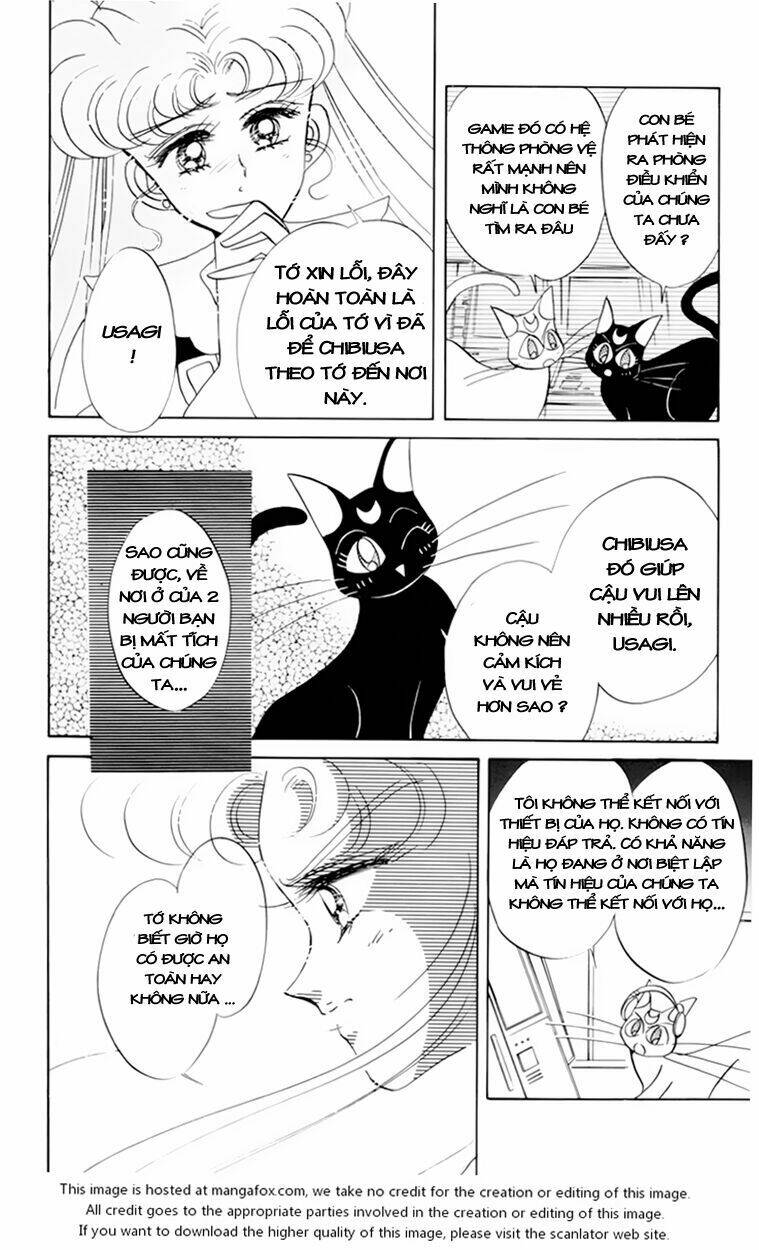 CON BÉ
PHÁT HIỆN
RA PHÒNG
ĐIỀU KHIỂN
CỦA CHÚNG
TA CHƯA
ĐẤY ?
GAME ĐÓ CÓ HỆ
THỐNG PHÒNG VỆ
RẤT MẠNH NÊN
MÌNH KHÔNG
NGHĨ LÀ CON BÉ
TÌM RA ĐÂU
TỚ XIN LỖI, ĐÂY
HOÀN TOÀN LÀ
LỖI CỦA TỚ VÌ ĐÃ
ĐỂ CHIBIUSA
THEO TỚ ĐẾN NƠI
NÀY.
USAGI
!
CHIBIUSA
ĐÓ GIÚP
CẬU VUI LÊN
NHIỀU RỒI,
USAGI.
CẬU
KHÔNG NÊN
CẢM KÍCH
VÀ VUI VẺ
HƠN SAO ?
SAO CŨNG
ĐƯỢC, VỀ
NƠI Ở CỦA 2
NGƯỜI BẠN
BỊ MẤT TÍCH
CỦA CHÚNG
TA...
TÔI KHÔNG THỂ KẾT NỐI VỚI
THIẾT BỊ CỦA HỌ. KHÔNG CÓ TÍN
HIỆU ĐÁP TRẢ. CÓ KHẢ NĂNG
LÀ HỌ ĐANG Ở NƠI BIỆT LẬP
MÀ TÍN HIỆU CỦA CHÚNG TA
KHÔNG THỂ KẾT NỐI VỚI HỌ...
TỚ KHÔNG
BIẾT GIỜ HỌ
CÓ ĐƯỢC AN
TOÀN HAY
KHÔNG NỮA ...
This image is hosted at mangafox.com, we take no credit for the creation or editing of this image.
All credit goes to the appropriate parties involved in the creation or editing of this image.
If you want to download the higher quality of this image, please visit the scanlator web site.